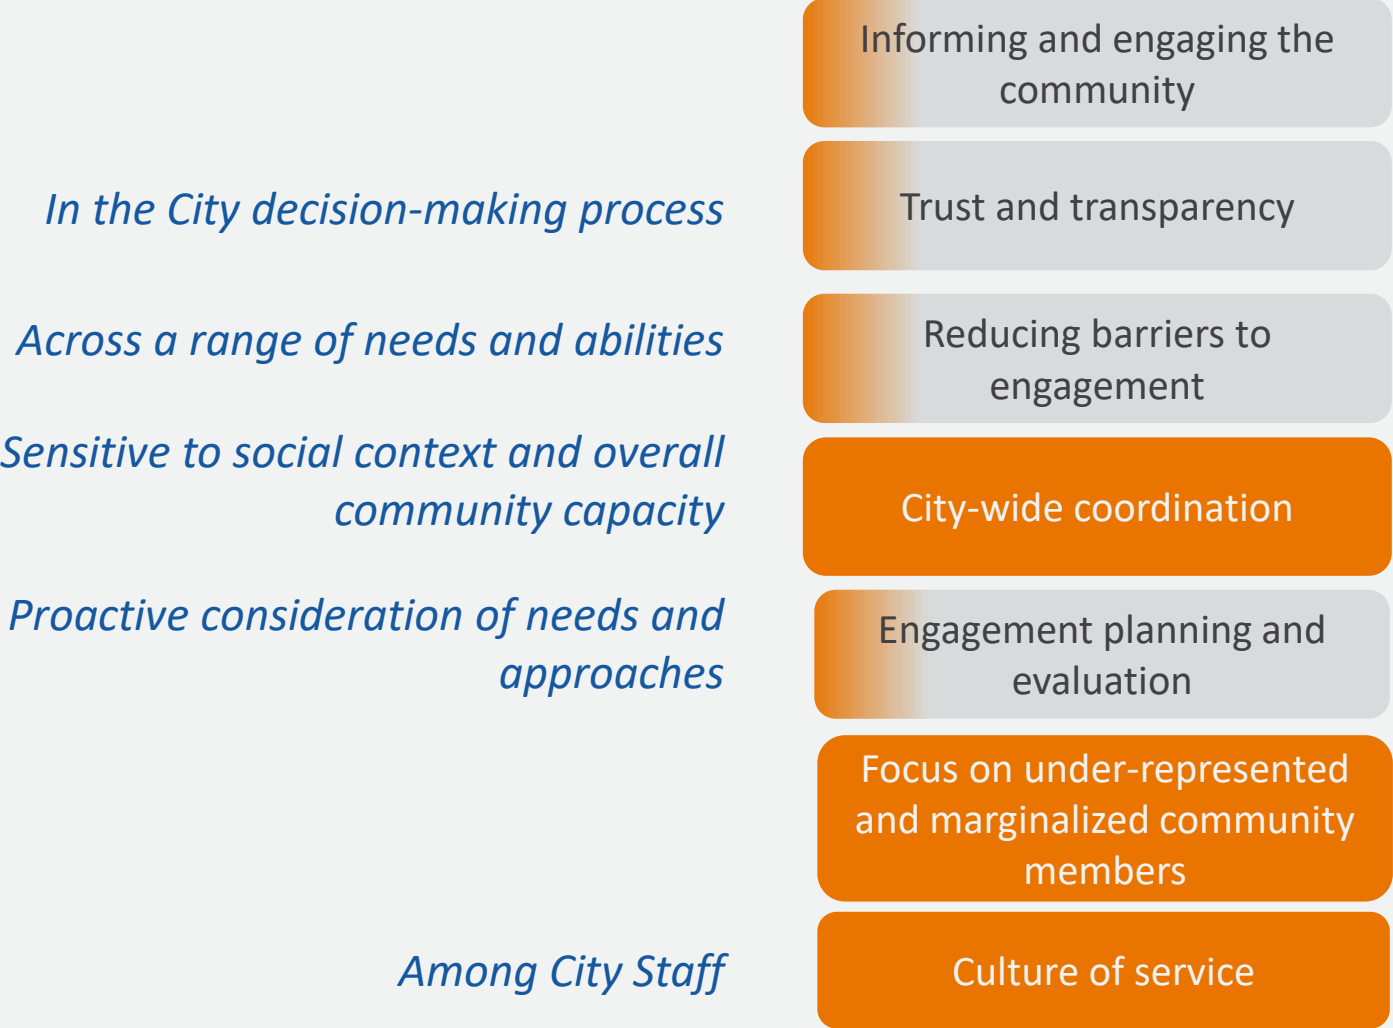 Informing and engaging the
community
In the City decision-making process
Trust and transparency
Across a range of needs and abilities
Reducing barriers to
engagement
Sensitive to social context and overall
community capacity
City-wide coordination
Proactive consideration of needs and
approaches
Engagement planning and
evaluation
Focus on under-represented
and marginalized community
members
Among City Staff
Culture of service